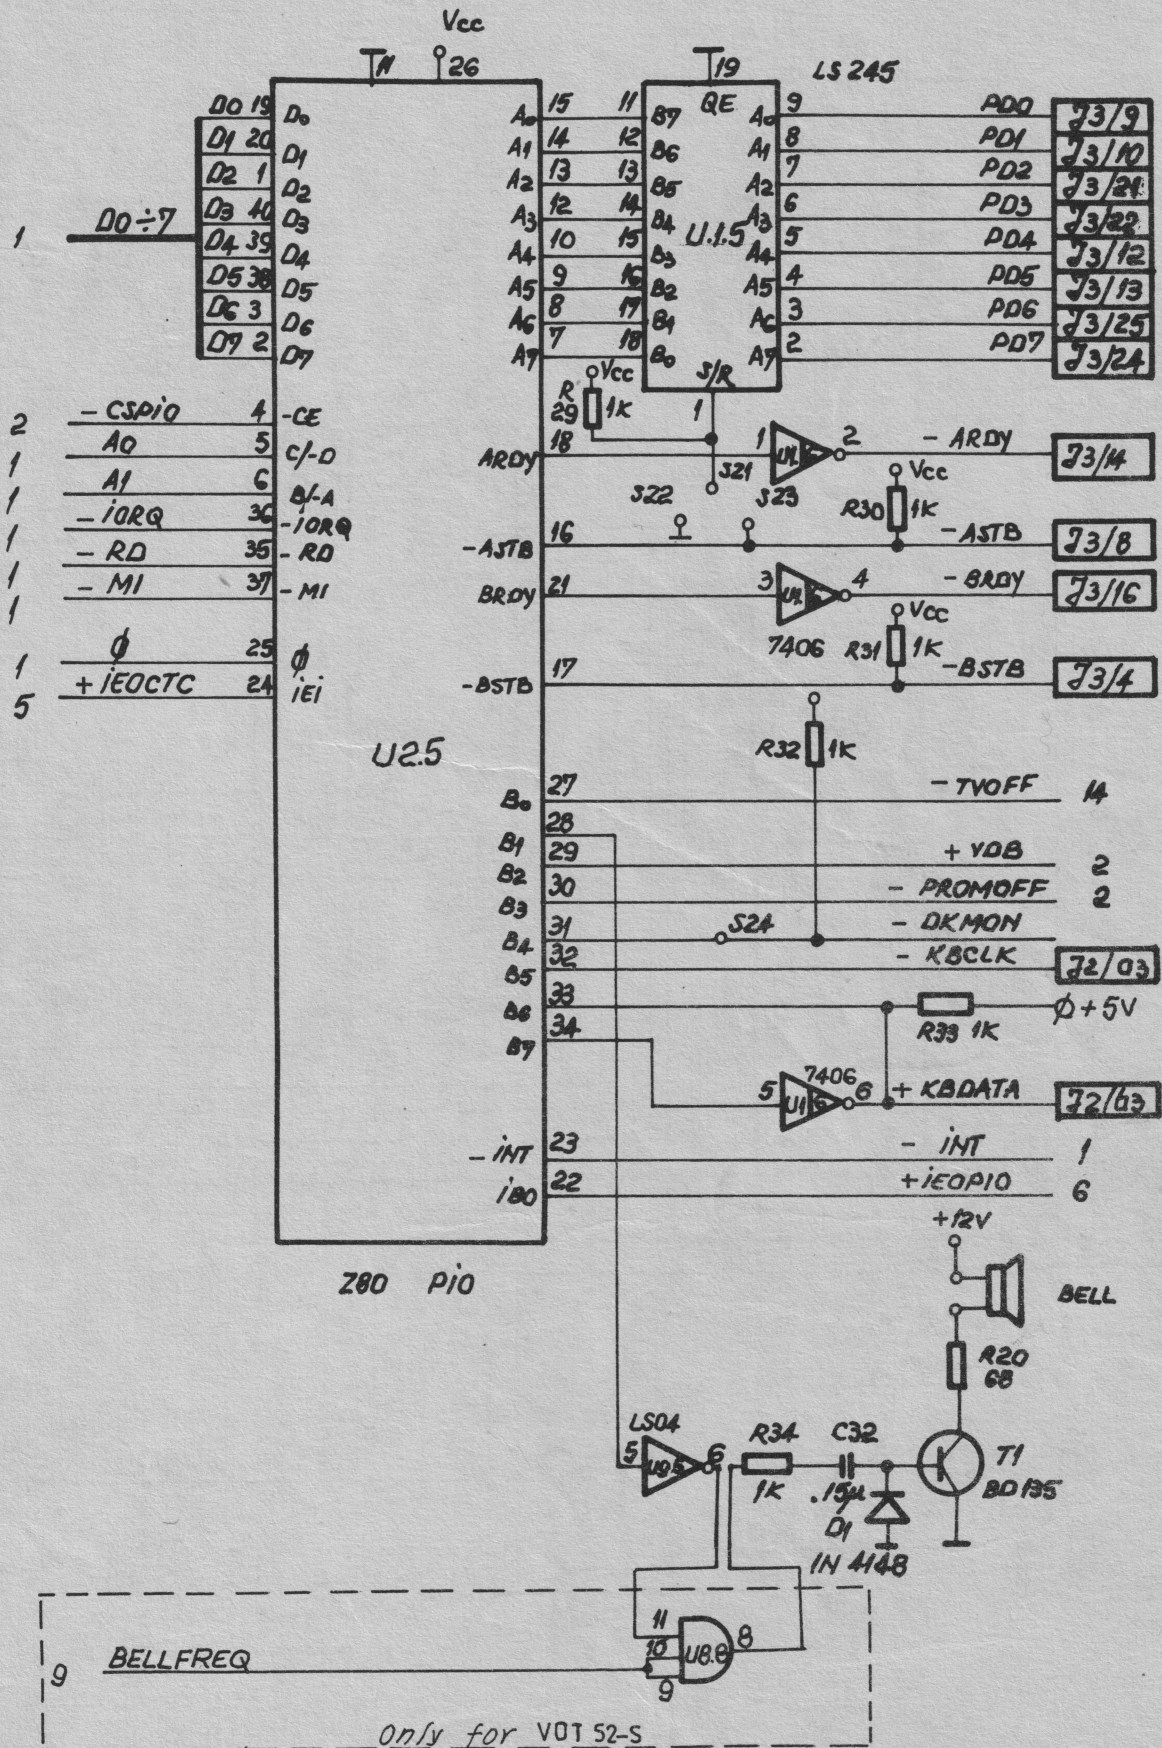 Vcc
11 26 19 LS 245
D0 19 D0 A0 15 11 B7 QE A0 9 PD0 J3/9
D1 20 D1 A1 14 12 B6 A1 8 PD1 J3/10
D2 1 D2 A2 13 13 B5 A2 7 PD2 J3/21
D3 40 D3 A3 12 14 B4 A3 6 PD3 J3/22
1 D0÷7 U.1.5
D4 39 D4 A4 10 15 B3 A4 5 PD4 J3/12
D5 38 D5 A5 9 16 B2 A5 4 PD5 J3/13
D6 3 D6 A6 8 17 B1 A6 3 PD6 J3/25
D7 2 D7 A7 7 18 B0 A7 2 PD7 J3/24
Vcc S/R
R 29 1K 1
2 - CSPiO 4 -CE
1 A0 5 C/-D ARDY 18 1 2 - ARDY J3/14
1 A1 6 B/-A S21 Vcc
S22 S23 R30 1K
1 - iORQ 36 -iORQ
1 - RD 35 - RD -ASTB 16 -ASTB J3/8
1 - M1 37 - M1 BRDY 21 3 4 - BRDY J3/16
Vcc
7406 R31 1K
1 ϕ 25 ϕ
5 + iEOCTC 24 iEi -BSTB 17 -BSTB J3/4
U2.5 R32 1K
B0 27 - TVOFF 14
B1 28
B2 29 + VDB 2
B3 30 - PROMOFF 2
B4 31 S24 - DKMON
B5 32 - KBCLK J2/a3
B6 33 ϕ+5V
R33 1K
B7 34
7406
5 6 + KBDATA J2/b3
- iNT 23 - iNT 1
iB0 22 +iEOPIO 6
+12V
Z80 PiO BELL
R20
68
LS04 R34 C32
5 U9.5 6 T1
1K .15µ BD135
D1
1N 4148
11
10 U8.8 8
9 BELLFREQ
9
only for VDT 52-S